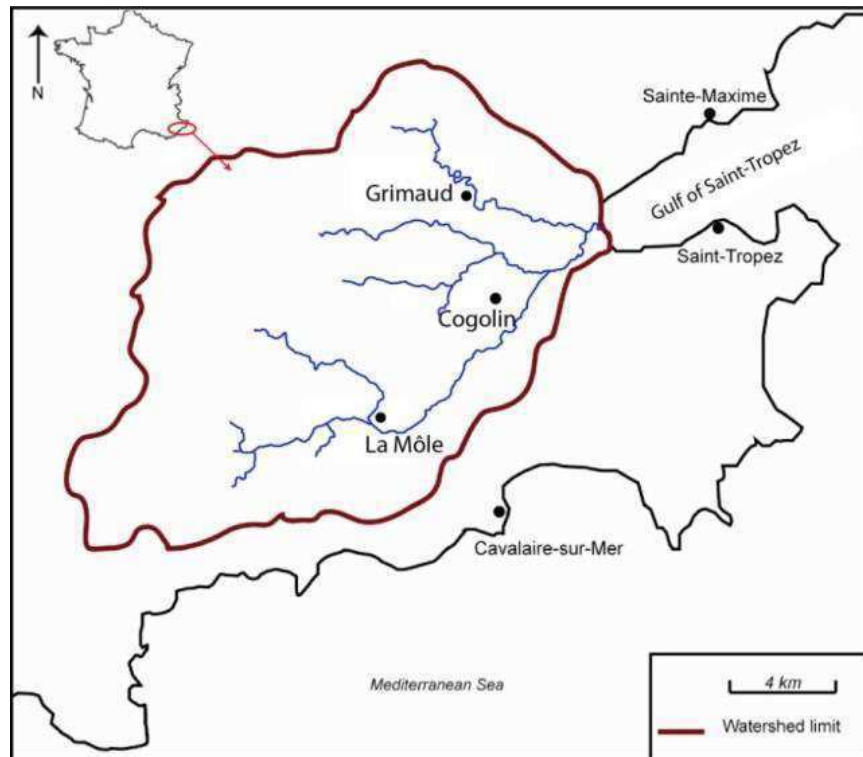 N
Sainte-Maxime
Gulf of Saint-Tropez
Grimaud
Saint-Tropez
Cogolin
La Môle
Cavalaire-sur-Mer
Mediterranean Sea
4 km
Watershed limit